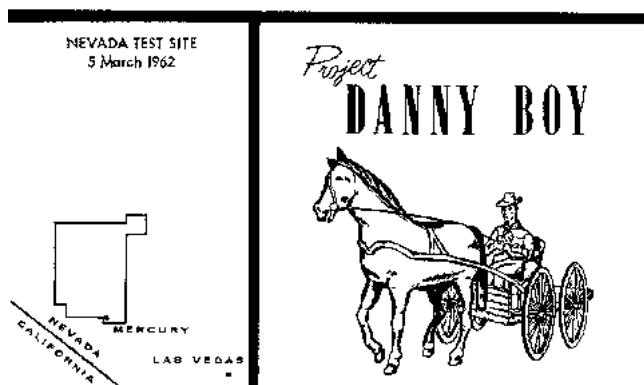 NEVADA TEST SITE
5 March 1962
Project
DANNY BOY
NEVADA
CALIFORNIA
MERCURY
LAS VEGAS